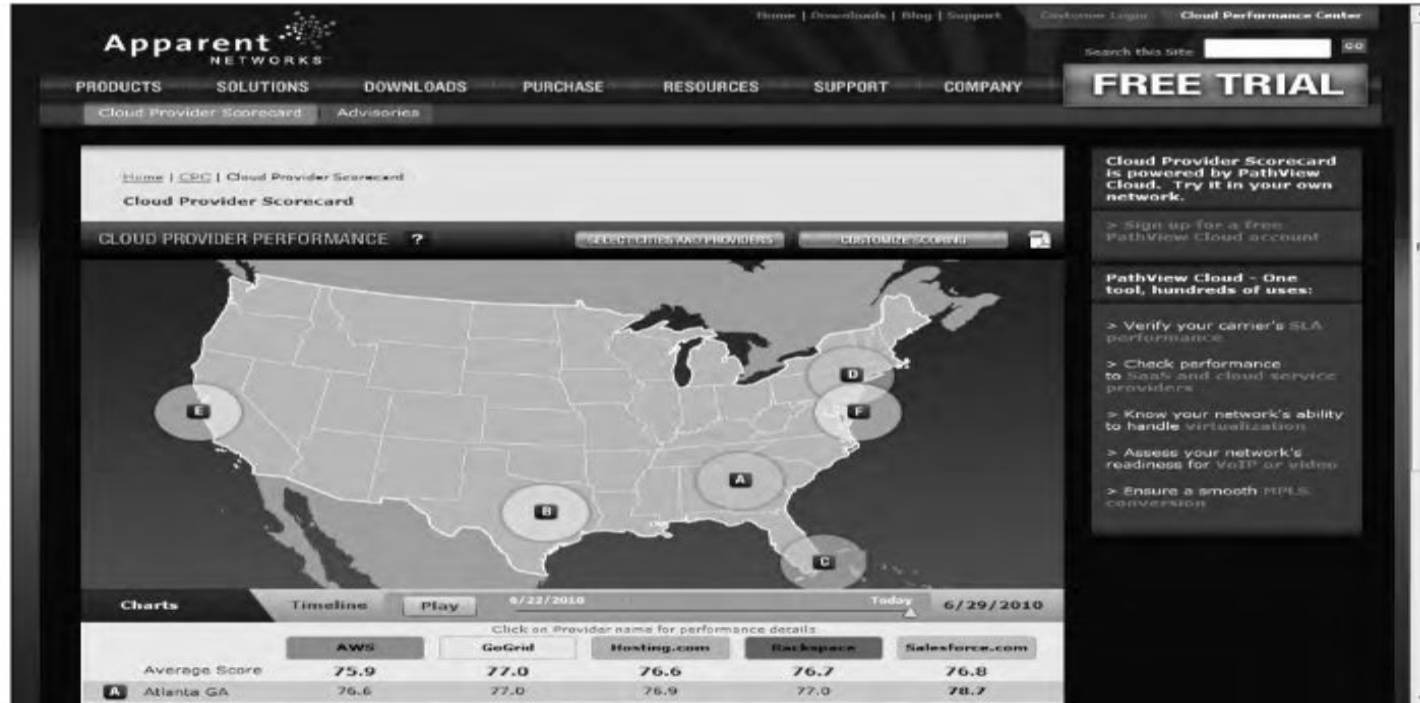 Home | Downloads | Blog | Support
Customer Login
Cloud Performance Center
Apparent
NETWORKS
Search this Site
GO
PRODUCTS SOLUTIONS DOWNLOADS PURCHASE RESOURCES SUPPORT COMPANY
FREE TRIAL
Cloud Provider Scorecard | Advisories
Home | CPC | Cloud Provider Scorecard
Cloud Provider Scorecard
CLOUD PROVIDER PERFORMANCE ?
SELECT CITIES AND PROVIDERS
CUSTOMIZE SCORING
E
D
F
A
B
C
Charts
Timeline
Play
6/22/2010
Today
6/29/2010
Click on Provider name for performance details
AWS GoGrid Hosting.com Rackspace Salesforce.com
Average Score 75.9 77.0 76.6 76.7 76.8
A Atlanta GA 76.6 77.0 76.9 77.0 78.7
Cloud Provider Scorecard
is powered by PathView
Cloud. Try it in your own
network.
> Sign up for a free
PathView Cloud account
PathView Cloud - One
tool, hundreds of uses:
> Verify your carrier's SLA
performance
> Check performance
to SaaS and cloud service
providers
> Know your network's ability
to handle virtualization
> Assess your network's
readiness for VoIP or video
> Ensure a smooth MPLS
conversion